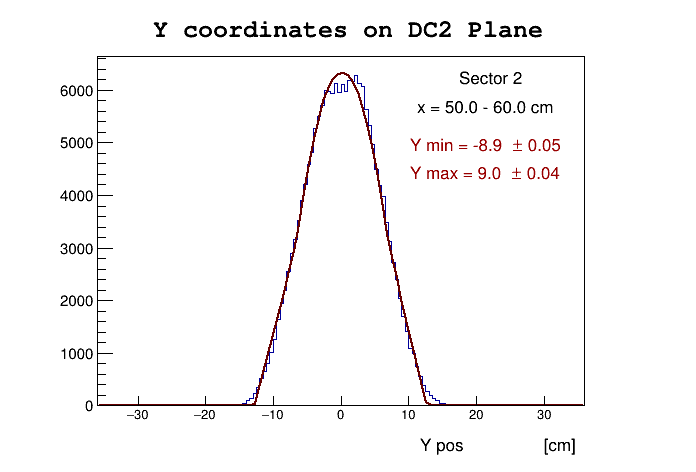 Y coordinates on DC2 Plane
Sector 2
x = 50.0 - 60.0 cm
Y min = -8.9 ± 0.05
Y max = 9.0 ± 0.04
6000
5000
4000
3000
2000
1000
0
−30 −20 −10 0 10 20 30
Y pos [cm]